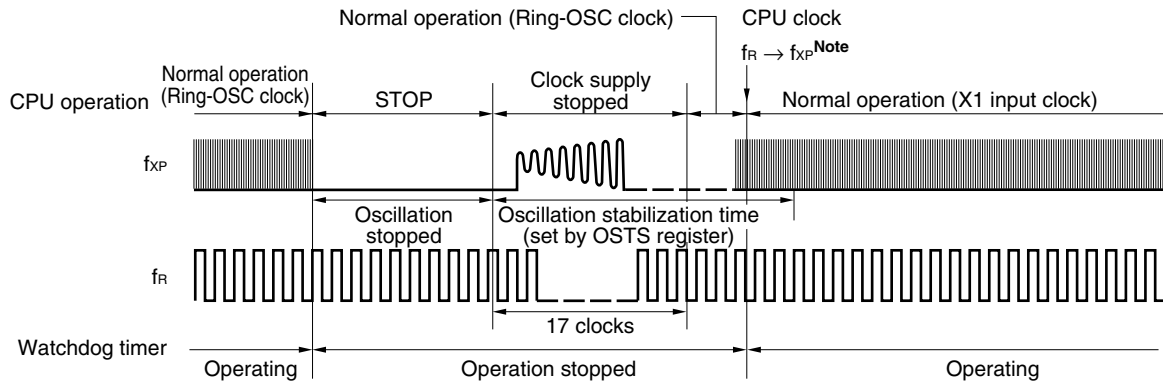 Normal operation (Ring-OSC clock)
CPU clock
fR → fXPNote
Normal operation
(Ring-OSC clock)
CPU operation
STOP
Clock supply
stopped
Normal operation (X1 input clock)
fXP
Oscillation
stopped
Oscillation stabilization time
(set by OSTS register)
fR
17 clocks
Watchdog timer
Operating
Operation stopped
Operating